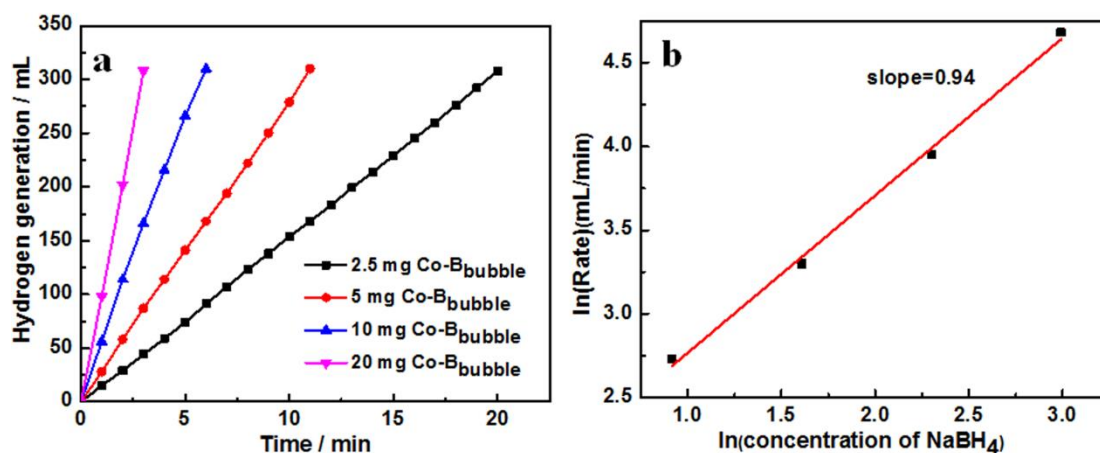 a
Hydrogen generation / mL
350
300
250
200
150
100
50
0
2.5 mg Co-Bbubble
5 mg Co-Bbubble
10 mg Co-Bbubble
20 mg Co-Bbubble
0 5 10 15 20
Time / min
b
slope=0.94
ln(Rate)(mL/min)
4.5
4.0
3.5
3.0
2.5
1.0 1.5 2.0 2.5 3.0
ln(concentration of NaBH4)